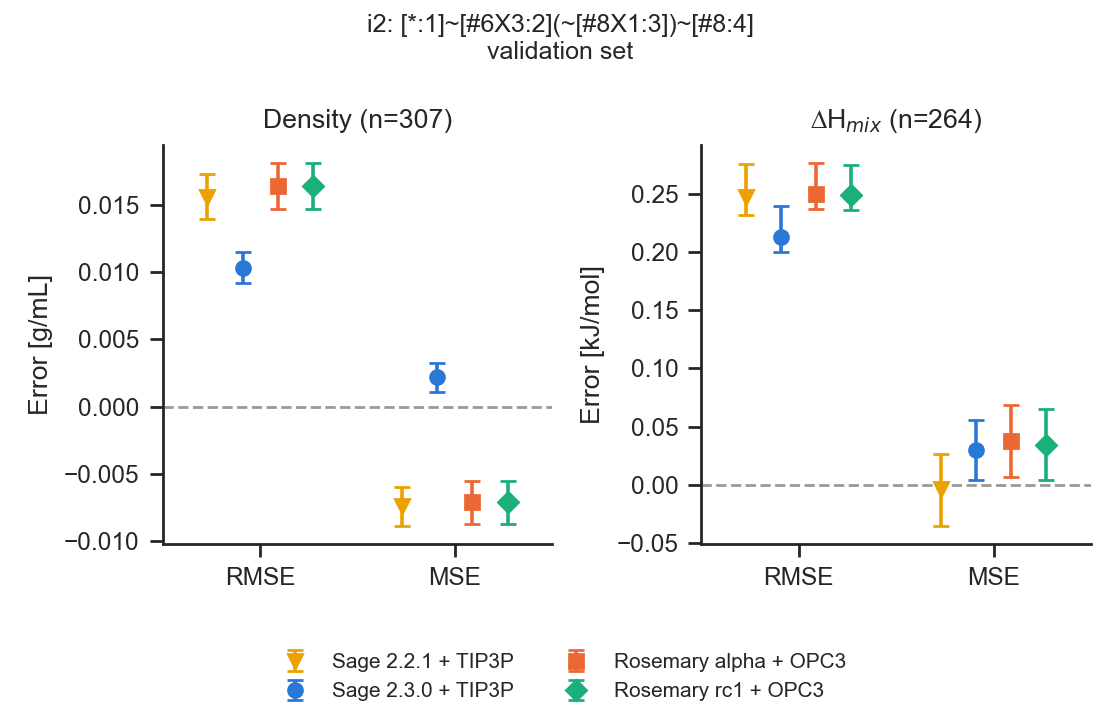 i2: [*:1]~[#6X3:2](~[#8X1:3])~[#8:4]
validation set
Density (n=307)
Error [g/mL]
0.015
0.010
0.005
0.000
−0.005
−0.010
RMSE
MSE
ΔHmix (n=264)
Error [kJ/mol]
0.25
0.20
0.15
0.10
0.05
0.00
−0.05
RMSE
MSE
Sage 2.2.1 + TIP3P
Sage 2.3.0 + TIP3P
Rosemary alpha + OPC3
Rosemary rc1 + OPC3